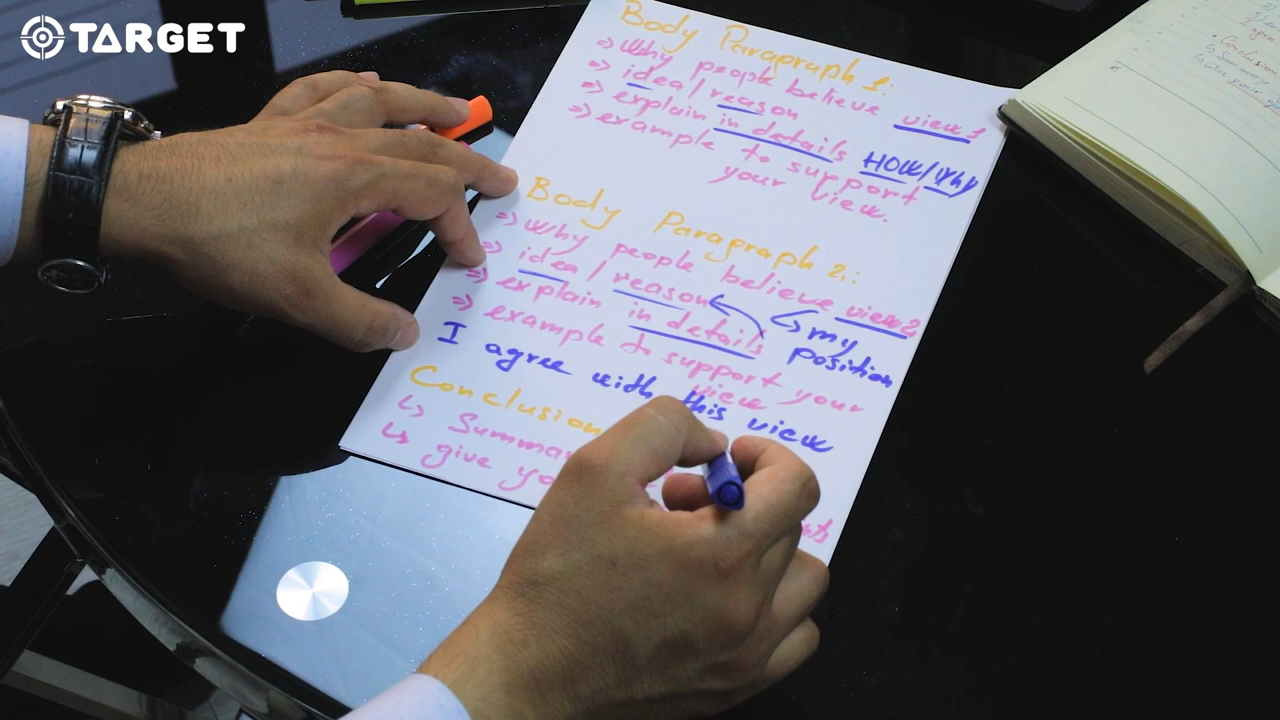 TARGET
Body Paragraph 1:
⇒ Why people believe view 1
⇒ idea / reason
⇒ explain in details HOW/Why
⇒ example to support
your view.
Body Paragraph 2:
⇒ Why people believe view 2
⇒ idea / reason my
⇒ explain in details position
⇒ example to support your
view
I agree with this view
Conclusion
↳ Summar
↳ give yo
Conclusion